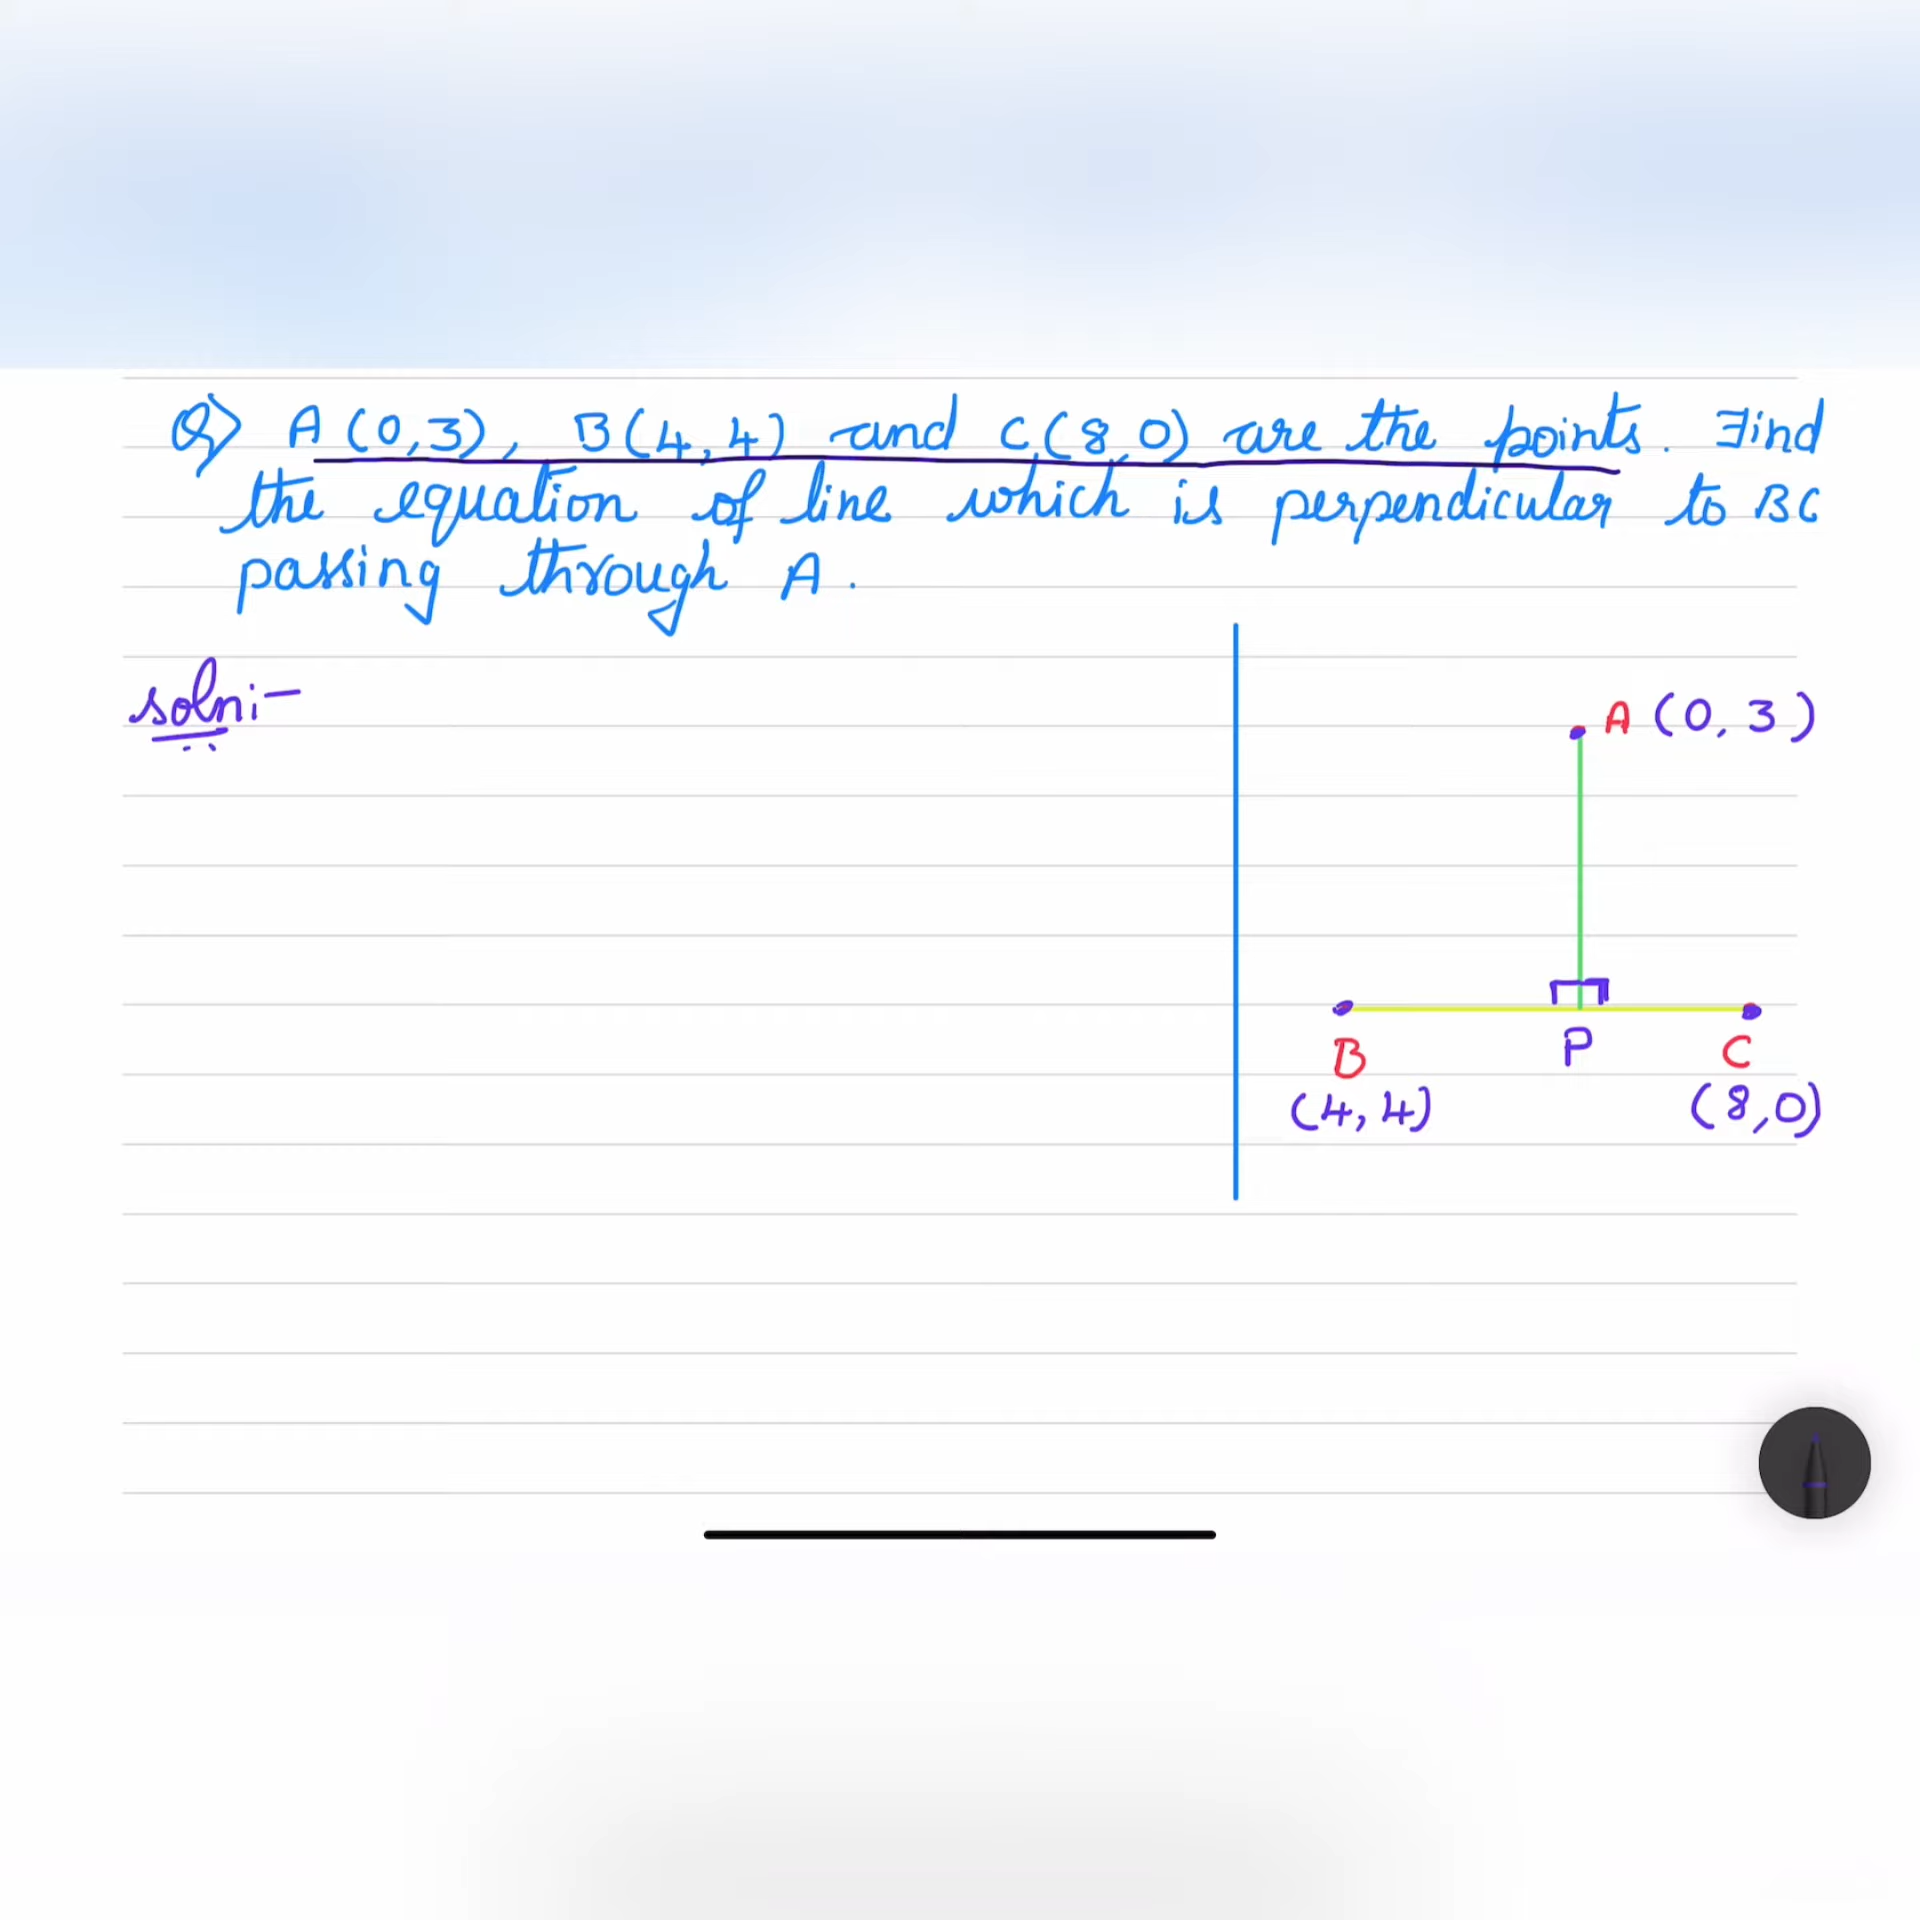 Q> A(0,3), B(4,4) and C(8,0) are the points. Find
the equation of line which is perpendicular to BC
passing through A.
soln:-
A (0, 3)
B
P
C
(4,4)
(8,0)